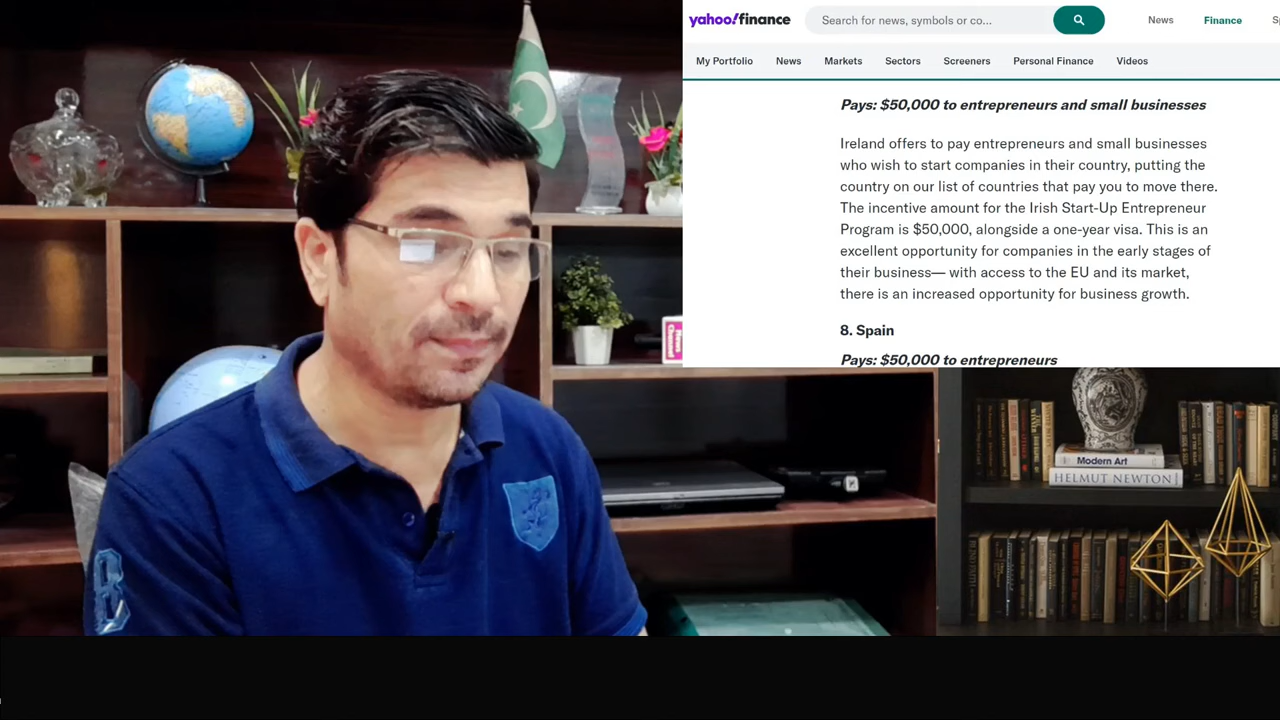 yahoo!finance
Search for news, symbols or co...
News
Finance
My Portfolio
News
Markets
Sectors
Screeners
Personal Finance
Videos
Pays: $50,000 to entrepreneurs and small businesses
Ireland offers to pay entrepreneurs and small businesses
who wish to start companies in their country, putting the
country on our list of countries that pay you to move there.
The incentive amount for the Irish Start-Up Entrepreneur
Program is $50,000, alongside a one-year visa. This is an
excellent opportunity for companies in the early stages of
their business— with access to the EU and its market,
there is an increased opportunity for business growth.
8. Spain
Pays: $50,000 to entrepreneurs
Modern Art
HELMUT NEWTON